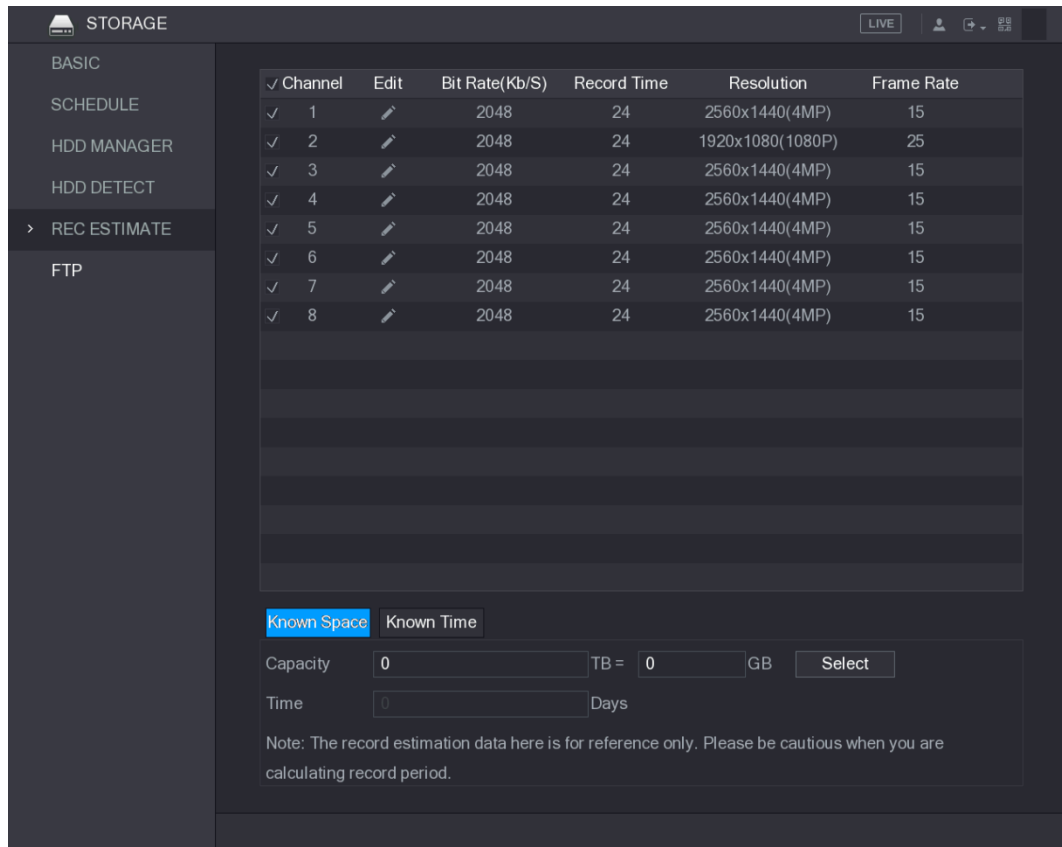 STORAGE
LIVE
BASIC
SCHEDULE
HDD MANAGER
HDD DETECT
REC ESTIMATE
FTP
Channel Edit Bit Rate(Kb/S) Record Time Resolution Frame Rate
1 2048 24 2560x1440(4MP) 15
2 2048 24 1920x1080(1080P) 25
3 2048 24 2560x1440(4MP) 15
4 2048 24 2560x1440(4MP) 15
5 2048 24 2560x1440(4MP) 15
6 2048 24 2560x1440(4MP) 15
7 2048 24 2560x1440(4MP) 15
8 2048 24 2560x1440(4MP) 15
Known Space Known Time
Capacity 0 TB = 0 GB Select
Time 0 Days
Note: The record estimation data here is for reference only. Please be cautious when you are
calculating record period.